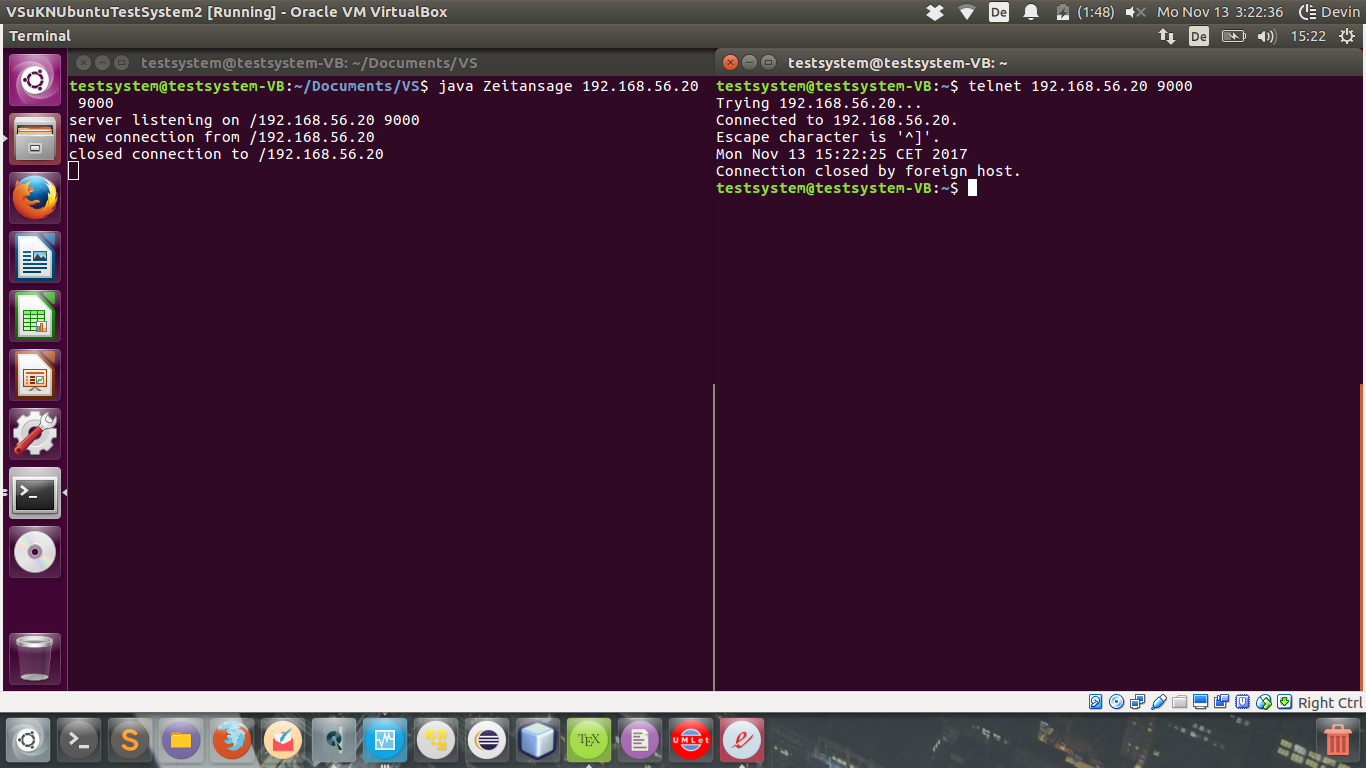 VSuKNUbuntuTestSystem2 [Running] - Oracle VM VirtualBox
De
(1:48)
Mo Nov 13 3:22:36
Devin
Terminal
De
15:22
testsystem@testsystem-VB: ~/Documents/VS
testsystem@testsystem-VB:~/Documents/VS$ java Zeitansage 192.168.56.20
9000
server listening on /192.168.56.20 9000
new connection from /192.168.56.20
closed connection to /192.168.56.20
testsystem@testsystem-VB: ~
testsystem@testsystem-VB:~$ telnet 192.168.56.20 9000
Trying 192.168.56.20...
Connected to 192.168.56.20.
Escape character is '^]'.
Mon Nov 13 15:22:25 CET 2017
Connection closed by foreign host.
testsystem@testsystem-VB:~$
>_
Right Ctrl
>_
S
TEX
UMLet
e